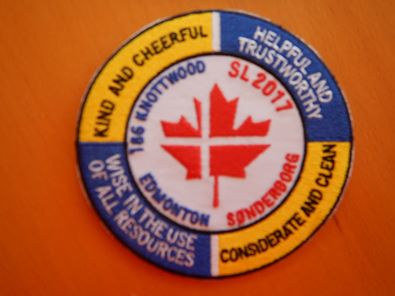 KIND AND CHEERFUL
HELPFUL AND
TRUSTWORTHY
186 KNOTTWOOD
SL 2017
EDMONTON
SØNDERBORG
WISE IN THE USE
OF ALL RESOURCES
CONSIDERATE AND CLEAN